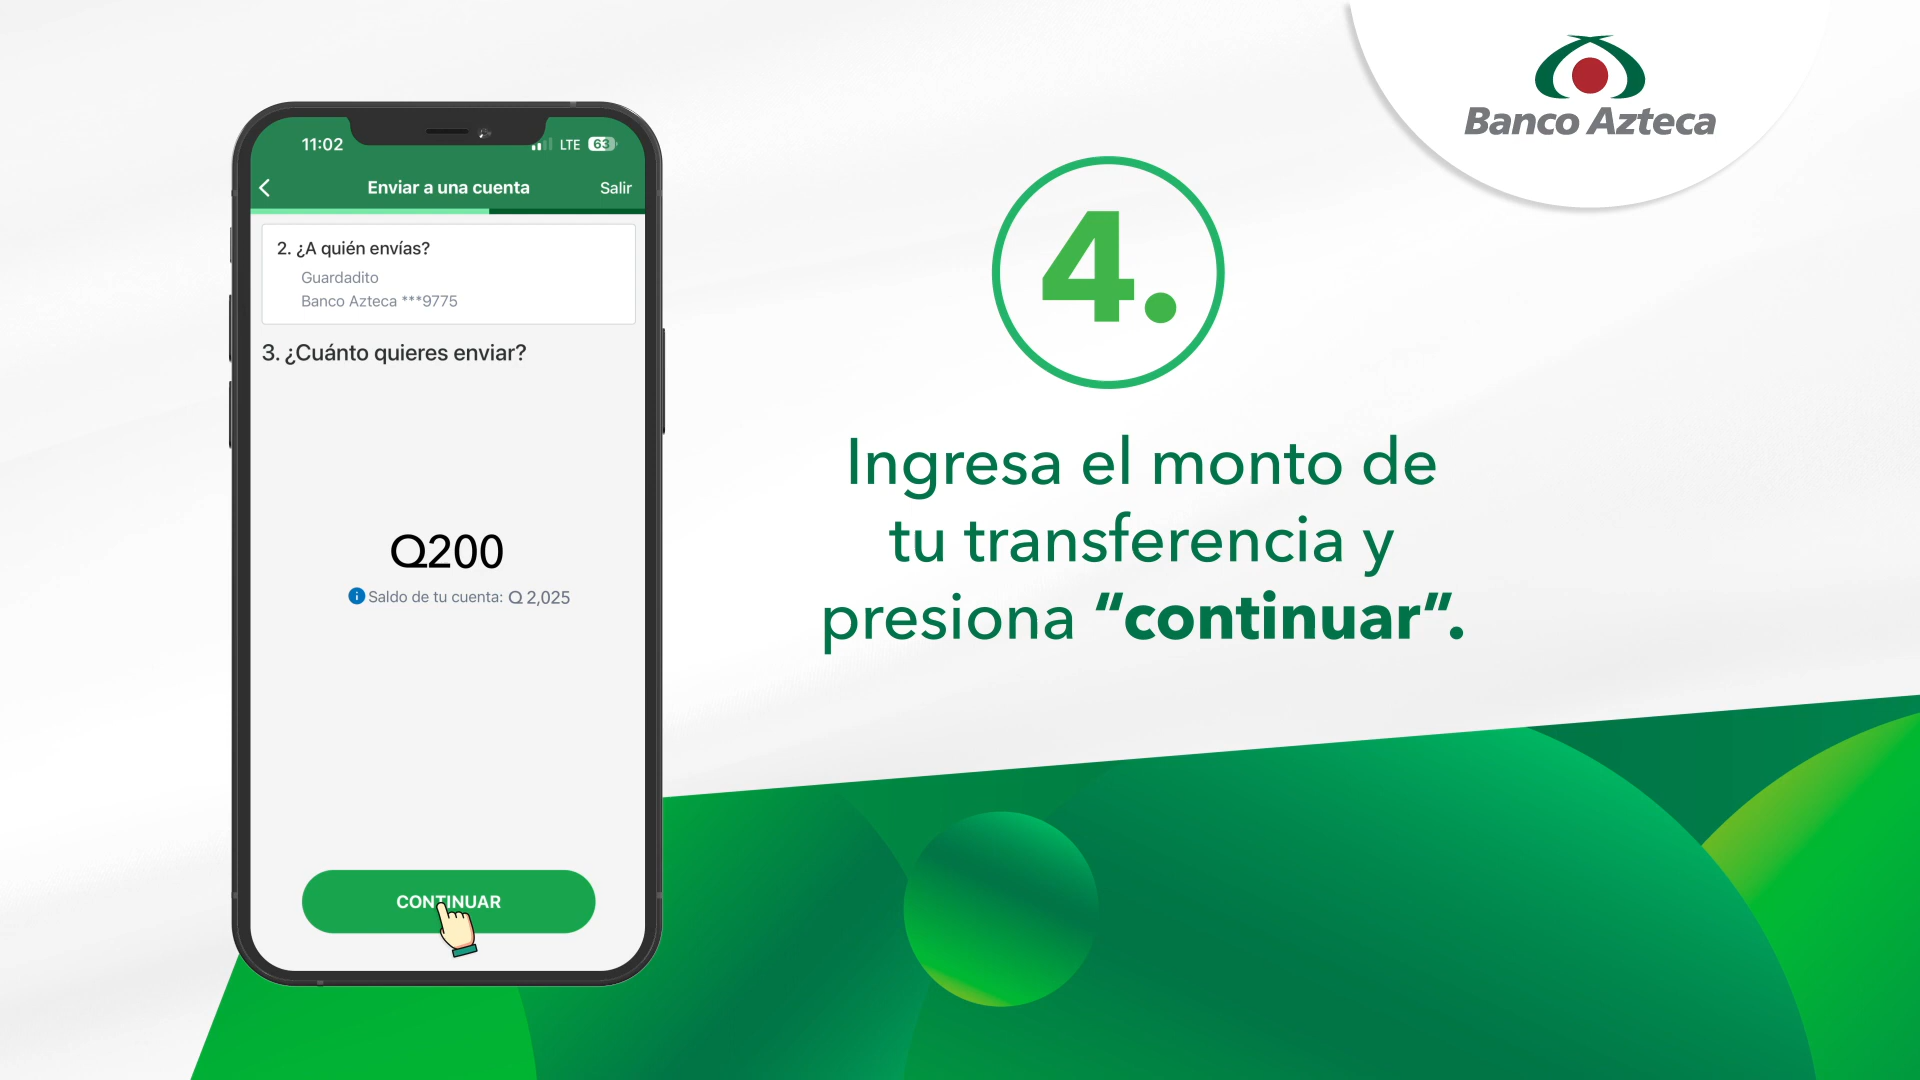 11:02
LTE 63
Enviar a una cuenta
Salir
2. ¿A quién envías?
Guardadito
Banco Azteca ***9775
3. ¿Cuánto quieres enviar?
Q200
Saldo de tu cuenta: Q 2,025
CONTINUAR
Banco Azteca
4.
Ingresa el monto de
tu transferencia y
presiona “continuar”.